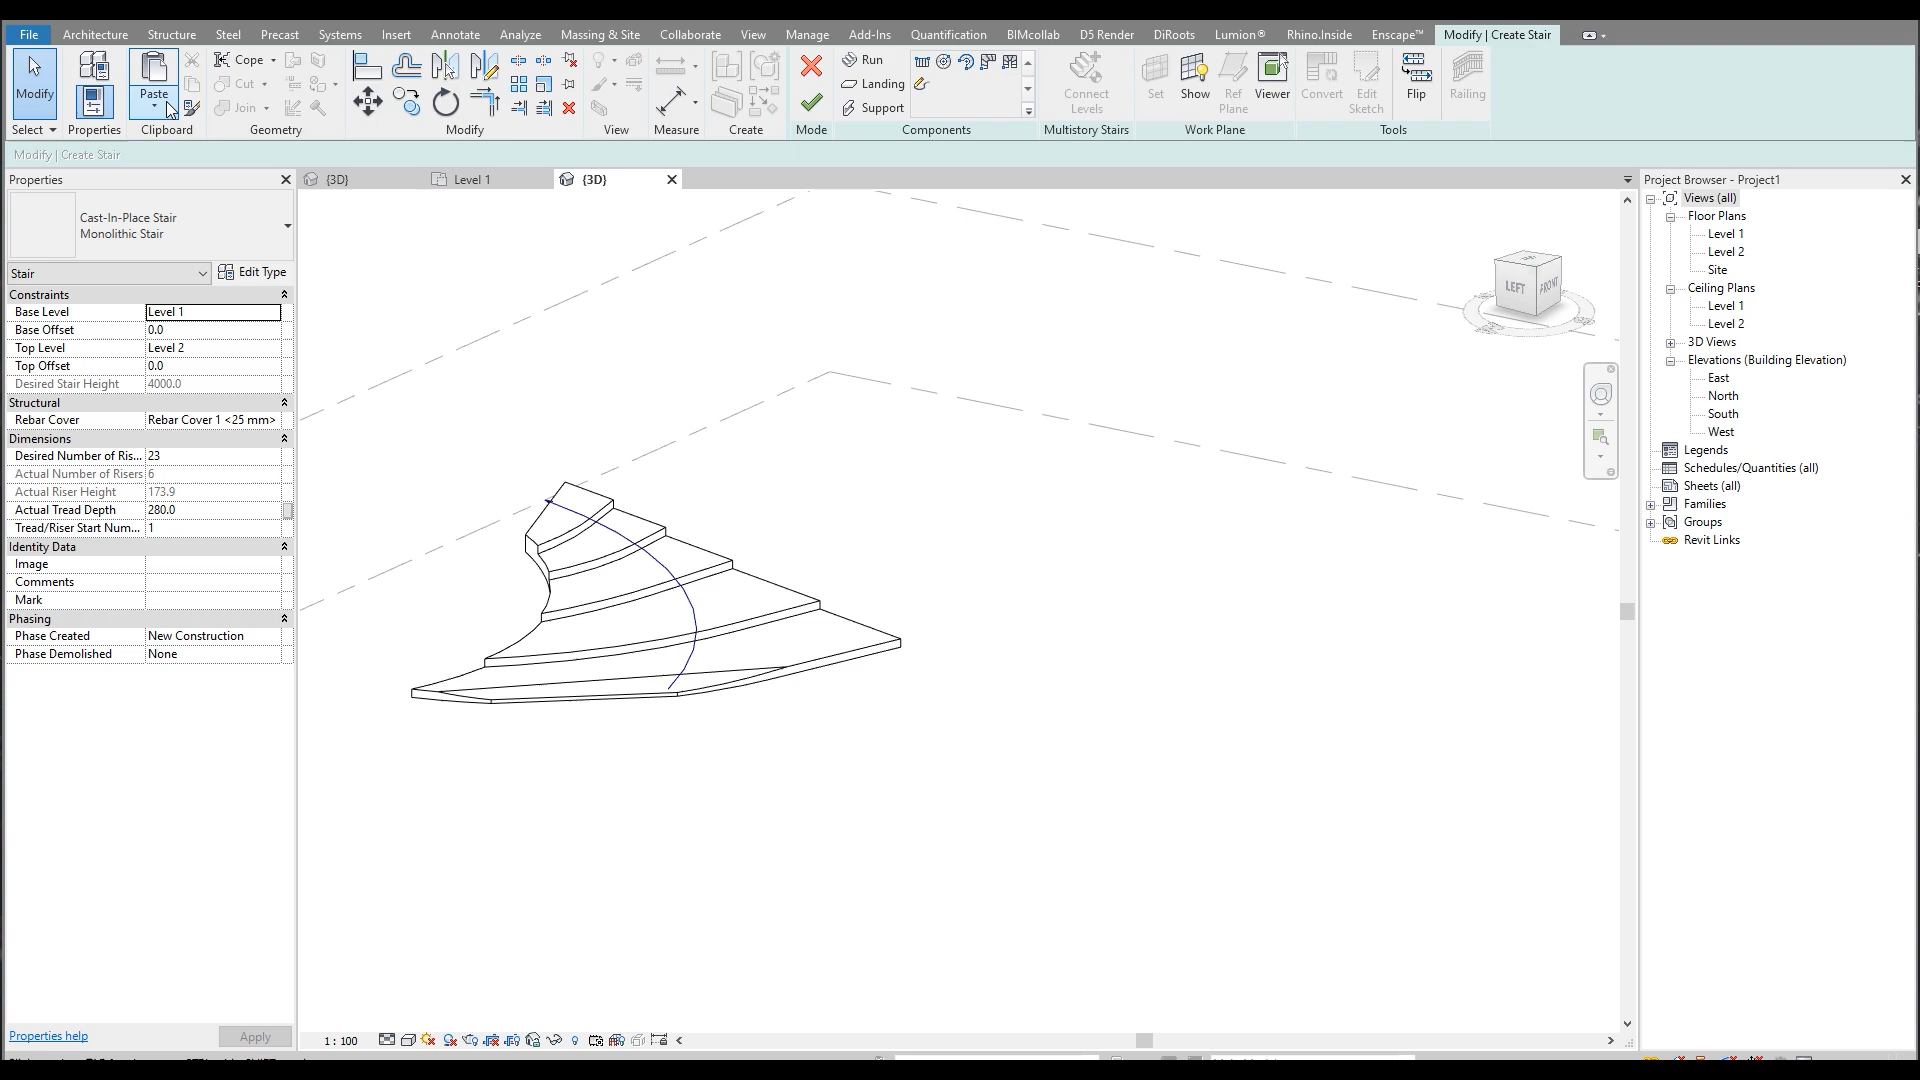 File Architecture Structure Steel Precast Systems Insert Annotate Analyze Massing & Site Collaborate View Manage Add-Ins Quantification BIMcollab D5 Render DiRoots Lumion® Rhino.Inside Enscape™ Modify | Create Stair
Modify Paste Cope Cut Join Run Landing Support Connect Levels Set Show Ref Plane Viewer Convert Edit Sketch Flip Railing
Select Properties Clipboard Geometry Modify View Measure Create Mode Components Multistory Stairs Work Plane Tools
Modify | Create Stair
Properties
Cast-In-Place Stair
Monolithic Stair
Stair Edit Type
Constraints
Base Level Level 1
Base Offset 0.0
Top Level Level 2
Top Offset 0.0
Desired Stair Height 4000.0
Structural
Rebar Cover Rebar Cover 1 <25 mm>
Dimensions
Desired Number of Ris... 23
Actual Number of Risers 6
Actual Riser Height 173.9
Actual Tread Depth 280.0
Tread/Riser Start Num... 1
Identity Data
Image
Comments
Mark
Phasing
Phase Created New Construction
Phase Demolished None
Properties help Apply
{3D} Level 1 {3D}
LEFT FRONT
1 : 100
Project Browser - Project1
Views (all)
Floor Plans
Level 1
Level 2
Site
Ceiling Plans
Level 1
Level 2
3D Views
Elevations (Building Elevation)
East
North
South
West
Legends
Schedules/Quantities (all)
Sheets (all)
Families
Groups
Revit Links